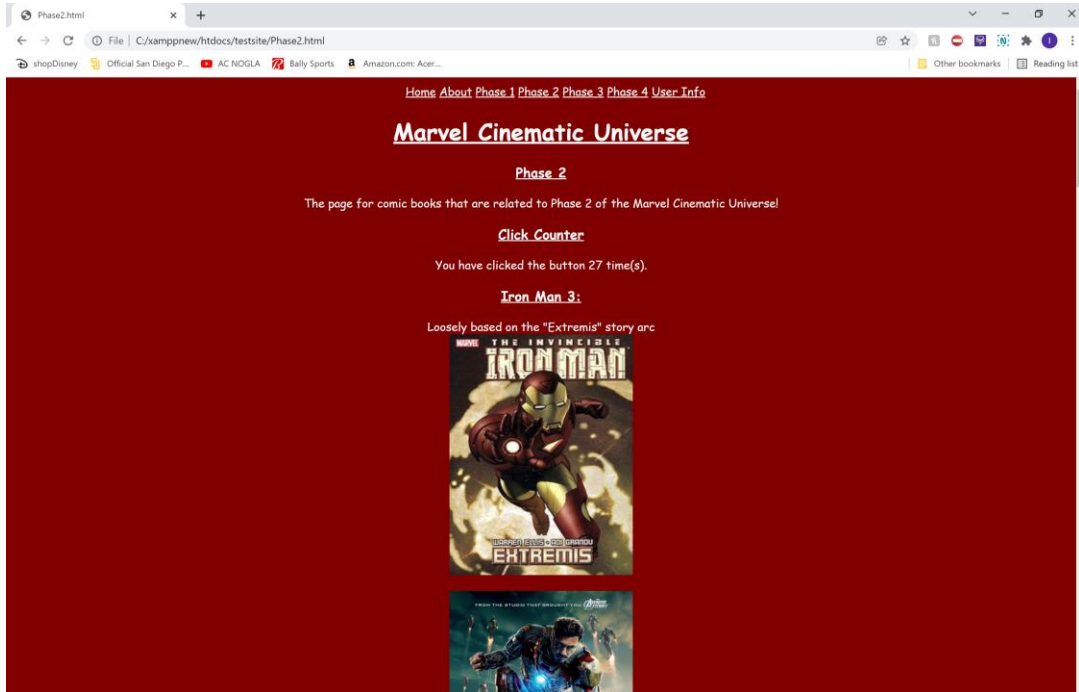 Phase2.html
File | C:/xamppnew/htdocs/testsite/Phase2.html
shopDisney Official San Diego P... AC NOGLA Bally Sports Amazon.com: Acer... Other bookmarks Reading list
Home About Phase 1 Phase 2 Phase 3 Phase 4 User Info
Marvel Cinematic Universe
Phase 2
The page for comic books that are related to Phase 2 of the Marvel Cinematic Universe!
Click Counter
You have clicked the button 27 time(s).
Iron Man 3:
Loosely based on the "Extremis" story arc
MARVEL THE INVINCIBLE
IRON MAN
WARREN ELLIS • ADI GRANOV
EXTREMIS
FROM THE STUDIO THAT BROUGHT YOU